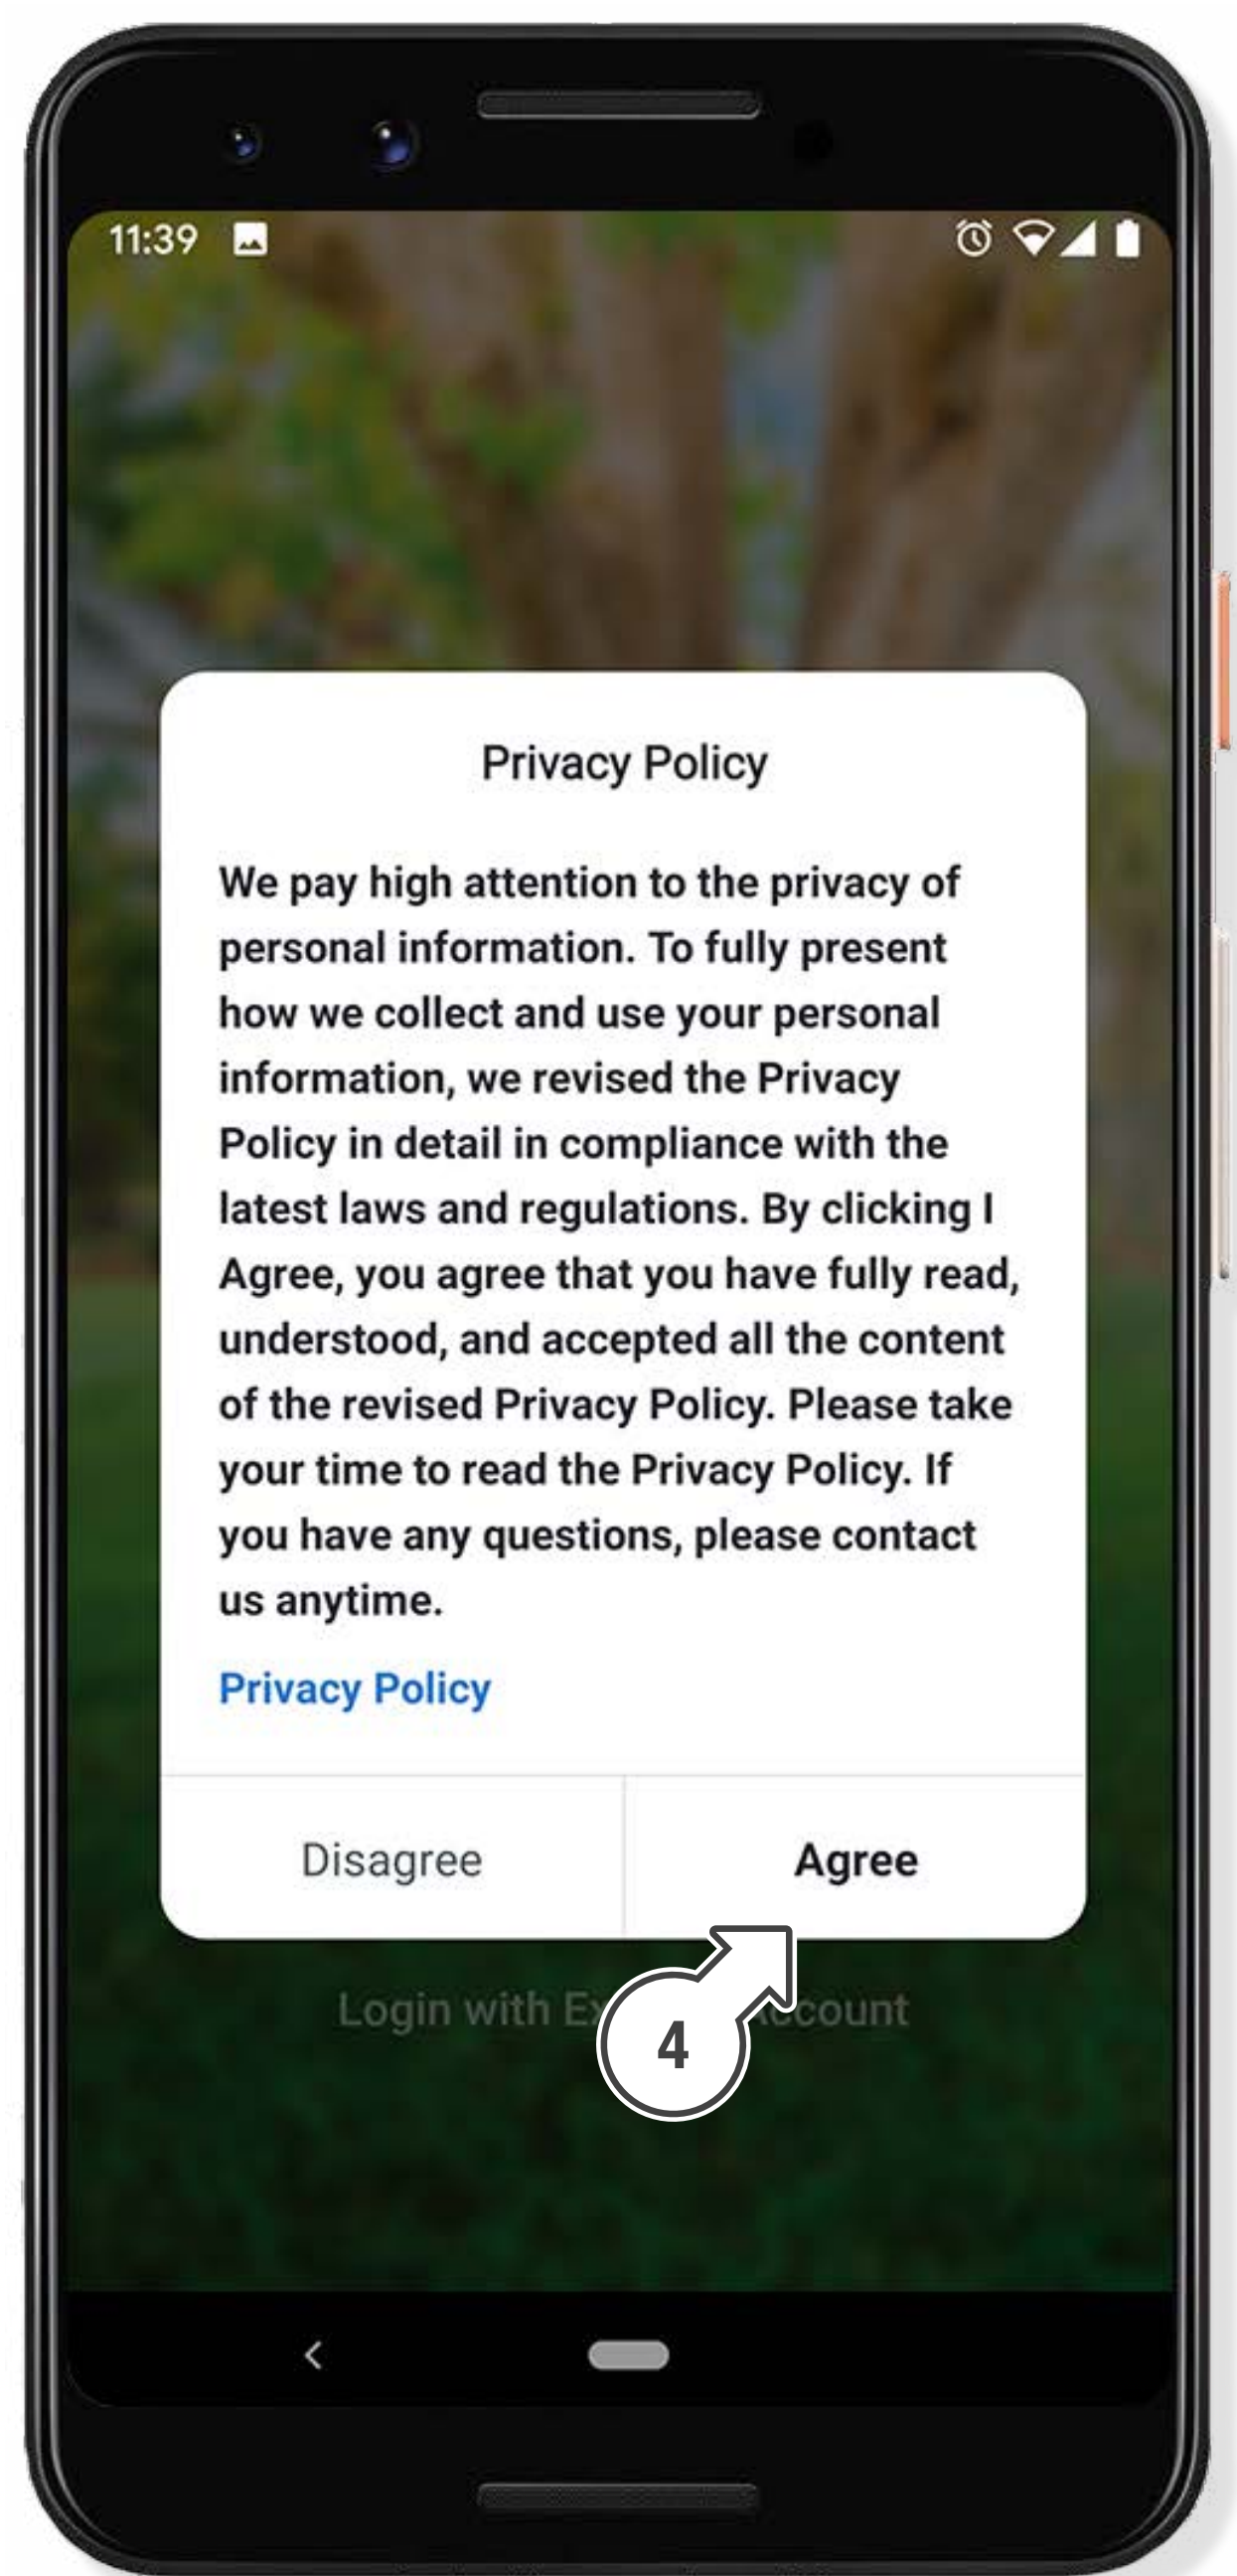 11:39
Privacy Policy
We pay high attention to the privacy of
personal information. To fully present
how we collect and use your personal
information, we revised the Privacy
Policy in detail in compliance with the
latest laws and regulations. By clicking I
Agree, you agree that you have fully read,
understood, and accepted all the content
of the revised Privacy Policy. Please take
your time to read the Privacy Policy. If
you have any questions, please contact
us anytime.
Privacy Policy
Disagree Agree
Login with
4